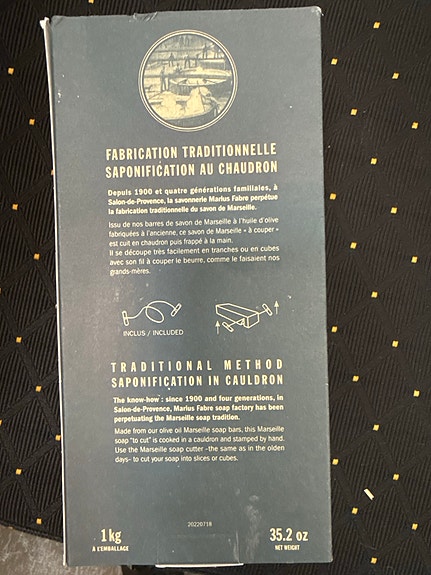 FABRICATION TRADITIONNELLE
SAPONIFICATION AU CHAUDRON
Depuis 1900 et quatre générations familiales, à
Salon-de-Provence, la savonnerie Marius Fabre perpétue
la fabrication traditionnelle du savon de Marseille.
Issu de nos barres de savon de Marseille à l'huile d'olive
fabriquées à l'ancienne, ce savon de Marseille « à couper »
est cuit en chaudron puis frappé à la main.
Il se découpe très facilement en tranches ou en cubes
avec son fil à couper le beurre, comme le faisaient nos
grands-mères.
INCLUS / INCLUDED
TRADITIONAL METHOD
SAPONIFICATION IN CAULDRON
The know-how : since 1900 and four generations, in
Salon-de-Provence, Marius Fabre soap factory has been
perpetuating the Marseille soap tradition.
Made from our olive oil Marseille soap bars, this Marseille
soap "to cut" is cooked in a cauldron and stamped by hand.
Use the Marseille soap cutter -the same as in the olden
days- to cut your soap into slices or cubes.
20220718
1 kg
À L'EMBALLAGE
35.2 oz
NET WEIGHT